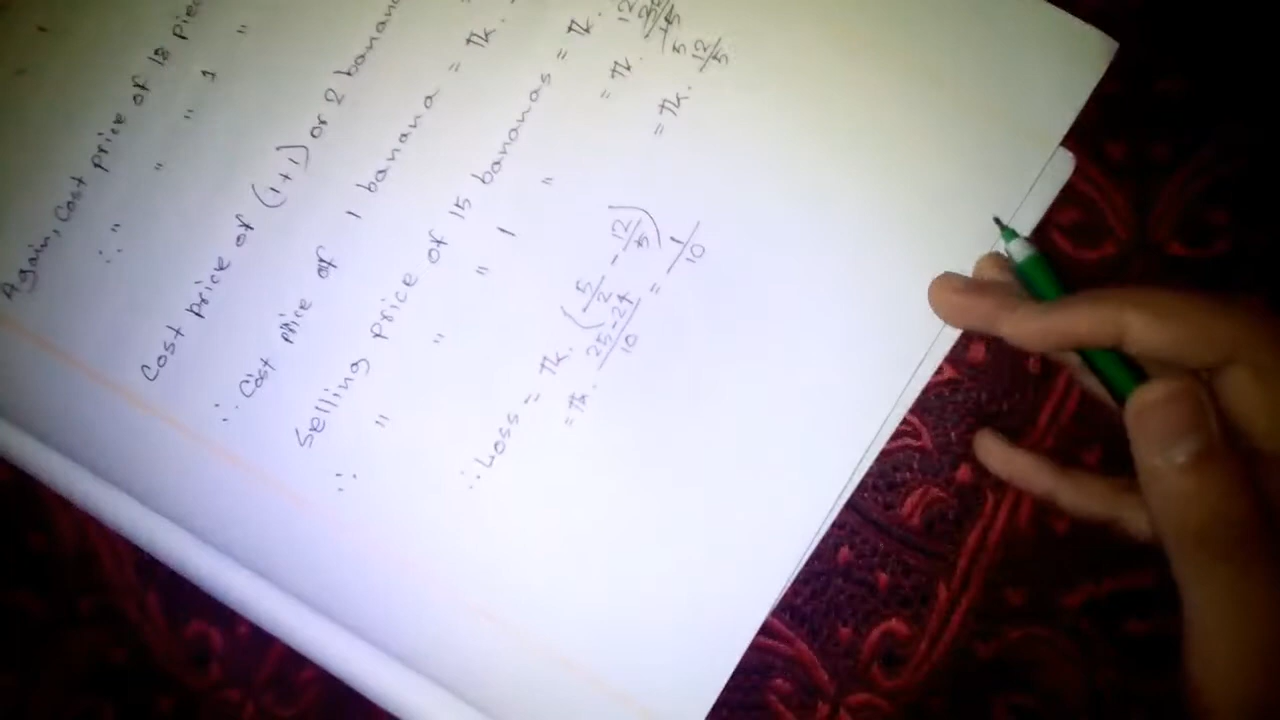 Again, Cost price of 18 piec
∴ " " " 1 "
Cost price of (1+1) or 2 banana
∴ Cost price of 1 banana = Tk.
Selling price of 15 bananas = Tk.
∴ " " " 1 " = Tk. 12/5
= Tk. 12/5
∴ Loss = Tk. (5/2 - 12/5)
= Tk. 25-24/10 = 1/10